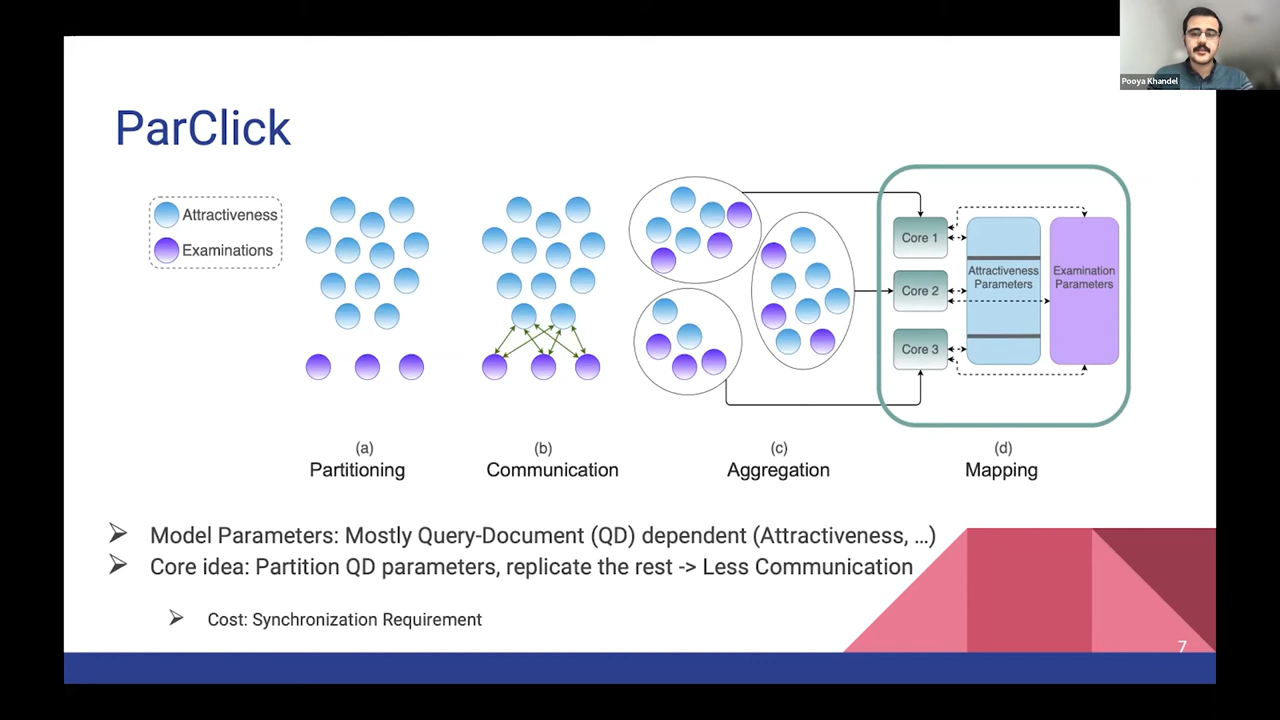 Pooya Khandel
ParClick
Attractiveness
Examinations
Core 1
Core 2
Core 3
Attractiveness
Parameters
Examination
Parameters
(a)
Partitioning
(b)
Communication
(c)
Aggregation
(d)
Mapping
Model Parameters: Mostly Query-Document (QD) dependent (Attractiveness, ...)
Core idea: Partition QD parameters, replicate the rest -> Less Communication
Cost: Synchronization Requirement
7